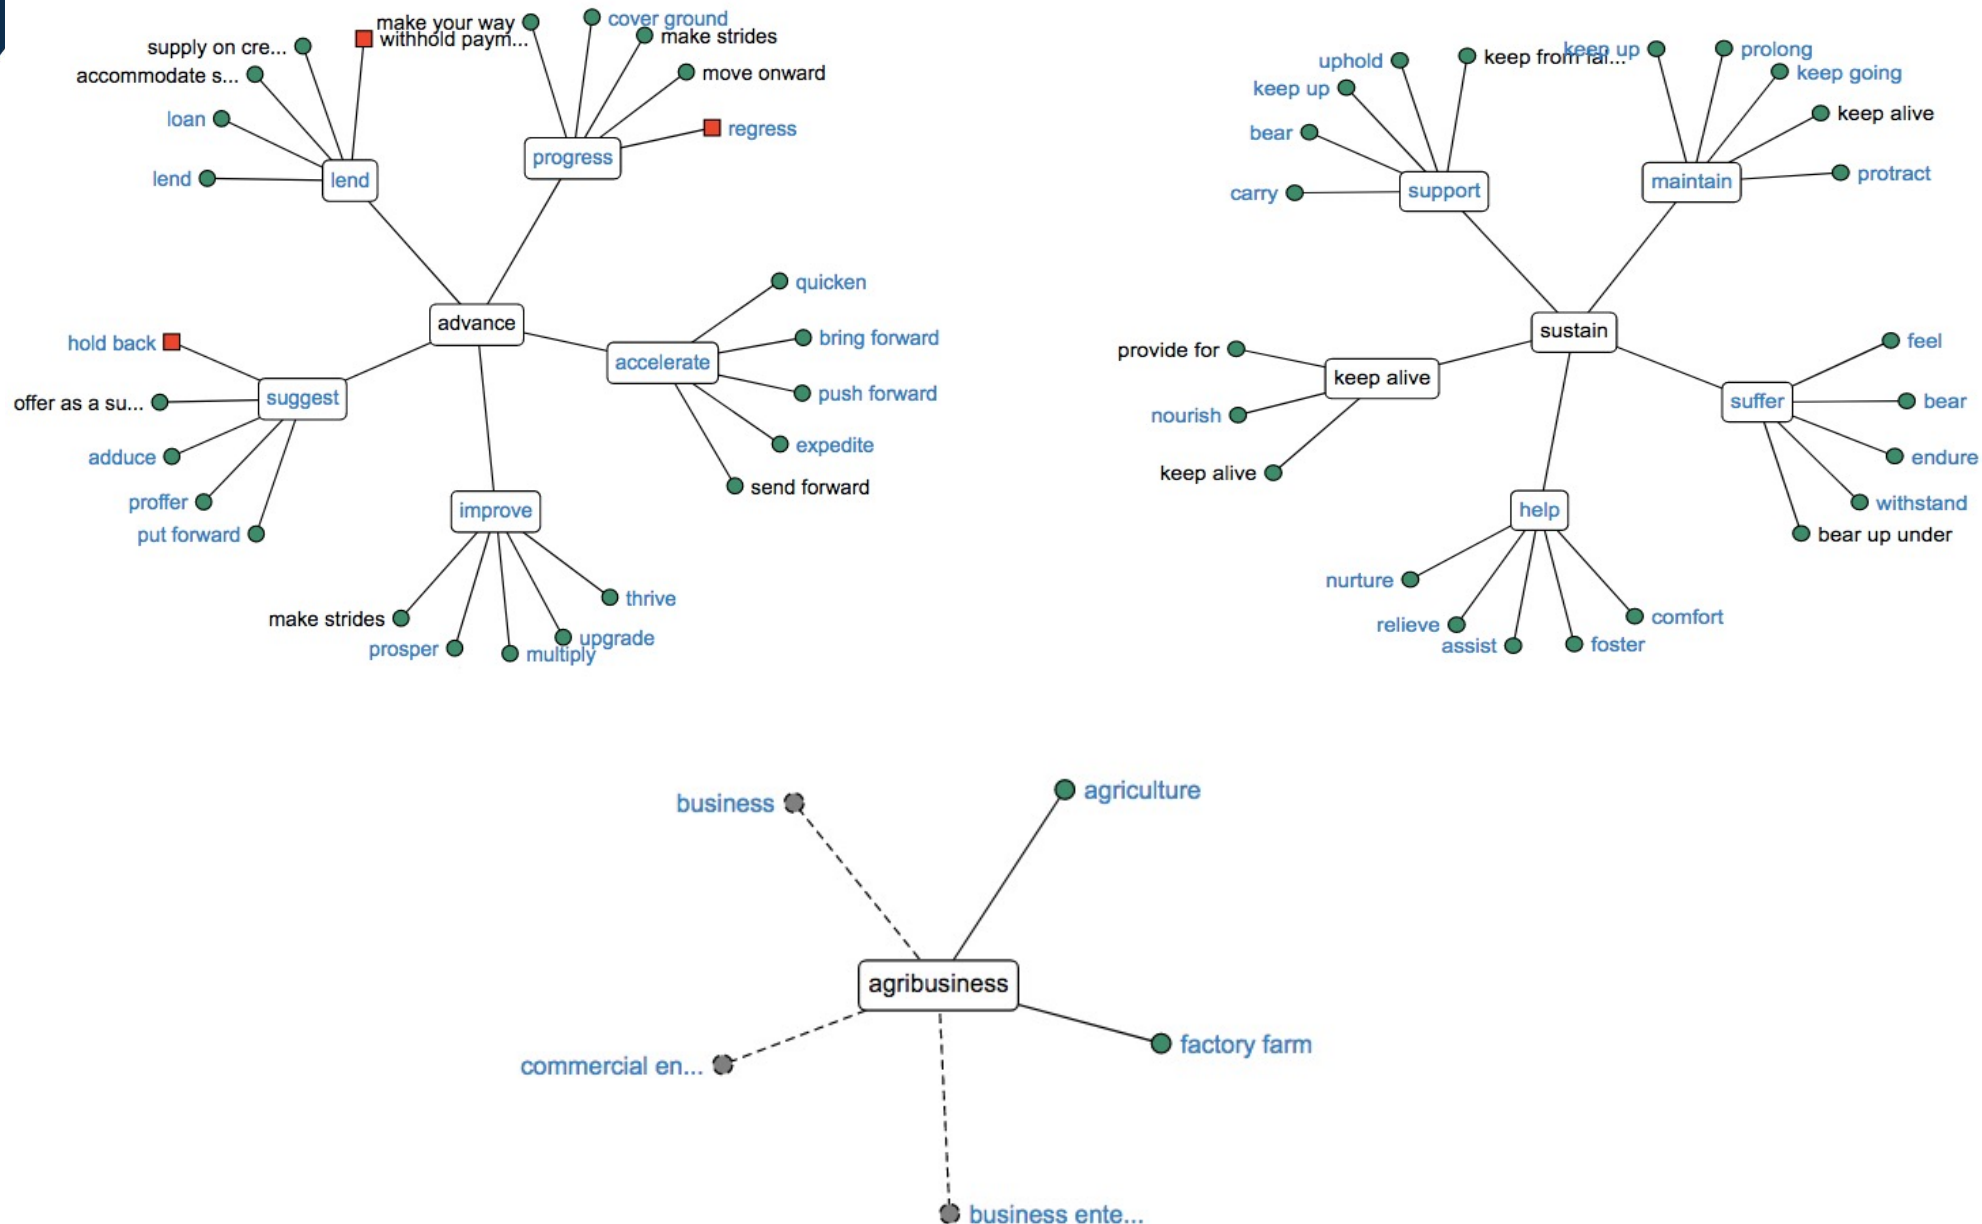 make your way
cover ground
withhold paym...
make strides
supply on cre...
accommodate s...
move onward
loan
regress
progress
lend
lend
quicken
advance
hold back
bring forward
accelerate
push forward
suggest
offer as a su...
expedite
adduce
send forward
proffer
put forward
improve
thrive
make strides
upgrade
prosper
multiply
uphold
keep from fai...
keep up
prolong
keep up
keep going
keep alive
bear
protract
maintain
support
carry
sustain
feel
provide for
keep alive
suffer
bear
nourish
endure
keep alive
withstand
help
bear up under
nurture
comfort
relieve
assist
foster
business
agriculture
agribusiness
factory farm
commercial en...
business ente...